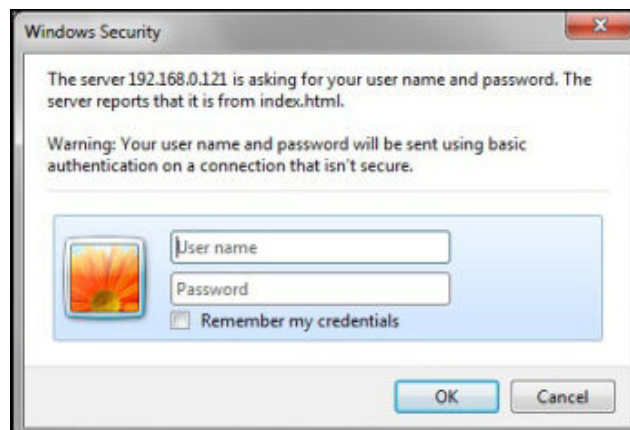 Windows Security
The server 192.168.0.121 is asking for your user name and password. The
server reports that it is from index.html.
Warning: Your user name and password will be sent using basic
authentication on a connection that isn't secure.
User name
Password
Remember my credentials
OK
Cancel